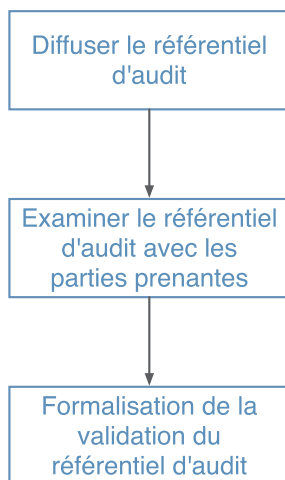 Diffuser le référentiel
d'audit
Examiner le référentiel
d'audit avec les
parties prenantes
Formalisation de la
validation du
référentiel d'audit